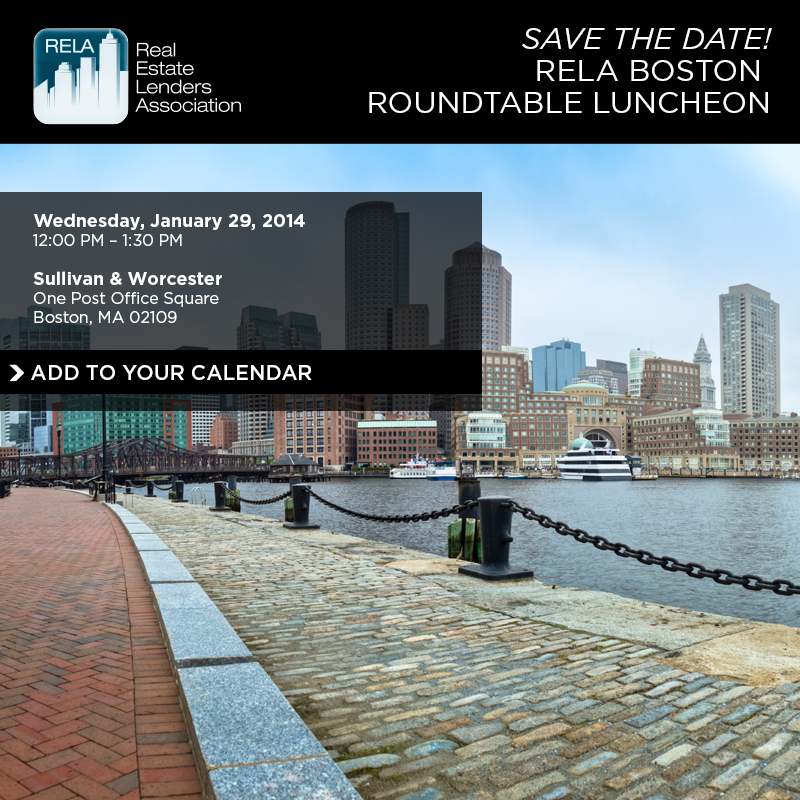 RELA
Real
Estate
Lenders
Association
SAVE THE DATE!
RELA BOSTON
ROUNDTABLE LUNCHEON
Wednesday, January 29, 2014
12:00 PM – 1:30 PM
Sullivan & Worcester
One Post Office Square
Boston, MA 02109
ADD TO YOUR CALENDAR